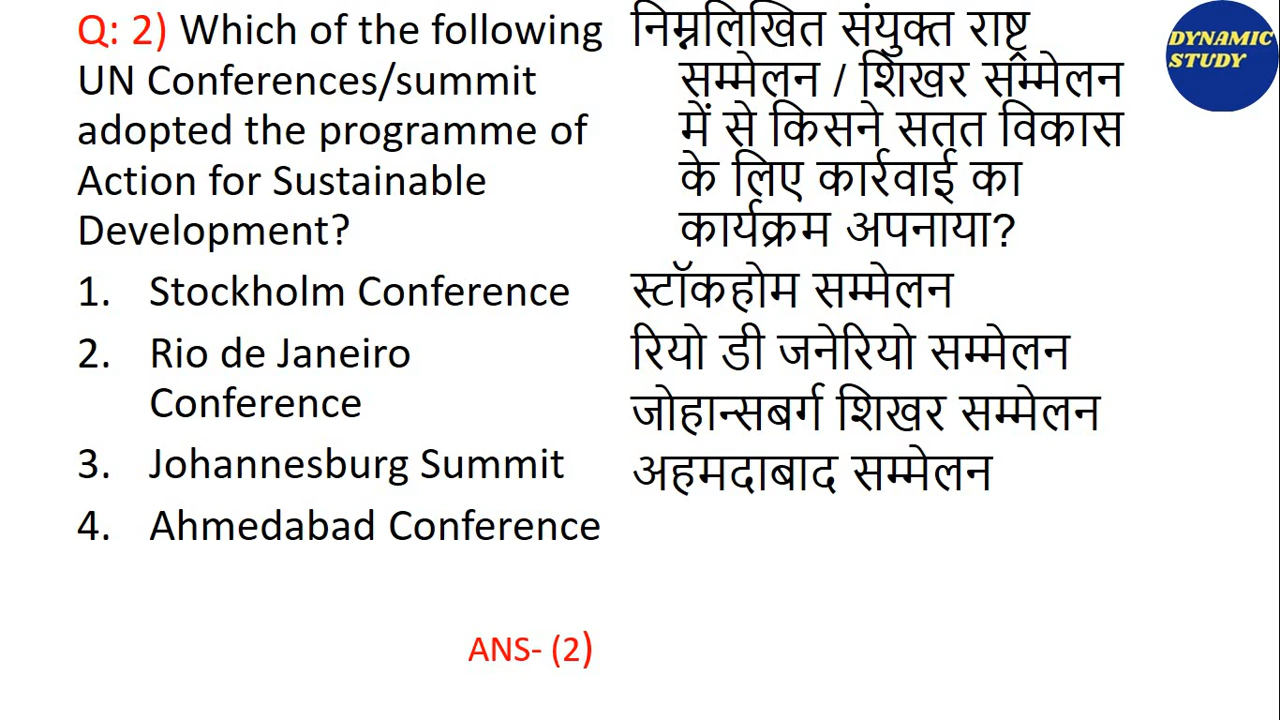 Q: 2) Which of the following
UN Conferences/summit
adopted the programme of
Action for Sustainable
Development?
1. Stockholm Conference
2. Rio de Janeiro
Conference
3. Johannesburg Summit
4. Ahmedabad Conference
निम्नलिखित संयुक्त राष्ट्र
सम्मेलन / शिखर सम्मेलन
में से किसने सतत विकास
के लिए कार्रवाई का
कार्यक्रम अपनाया?
स्टॉकहोम सम्मेलन
रियो डी जनेरियो सम्मेलन
जोहान्सबर्ग शिखर सम्मेलन
अहमदाबाद सम्मेलन
DYNAMIC
STUDY
ANS- (2)